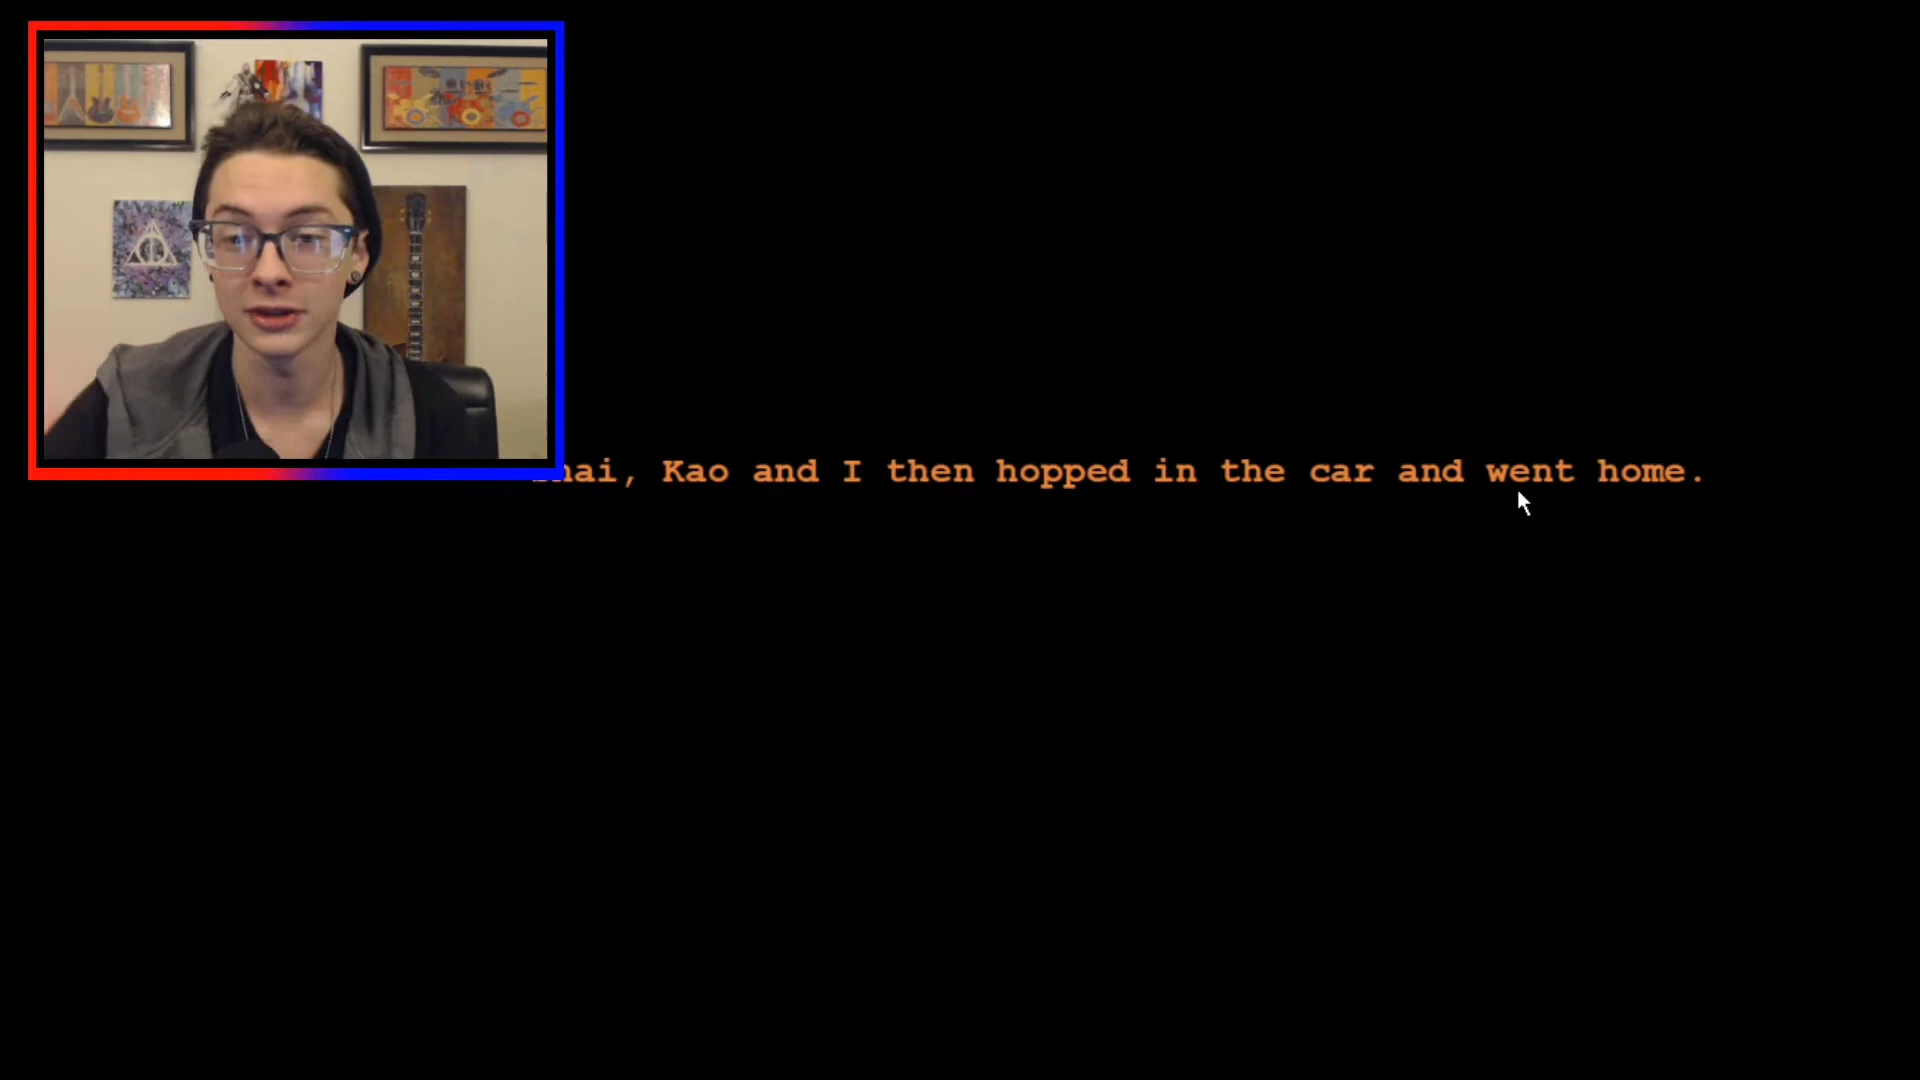 Kao and I then hopped in the car and went home.